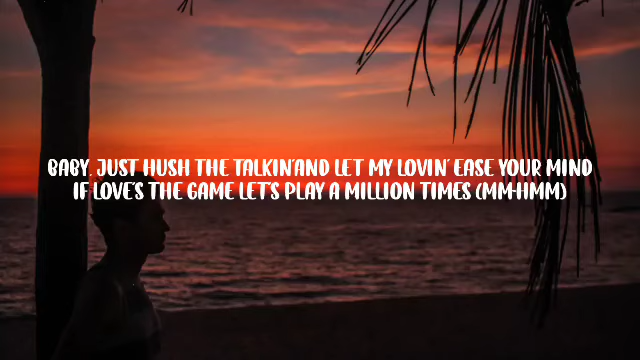 BABY, JUST HUSH THE TALKIN'AND LET MY LOVIN' EASE YOUR MIND
IF LOVE'S THE GAME LET'S PLAY A MILLION TIMES (MM-HMM)